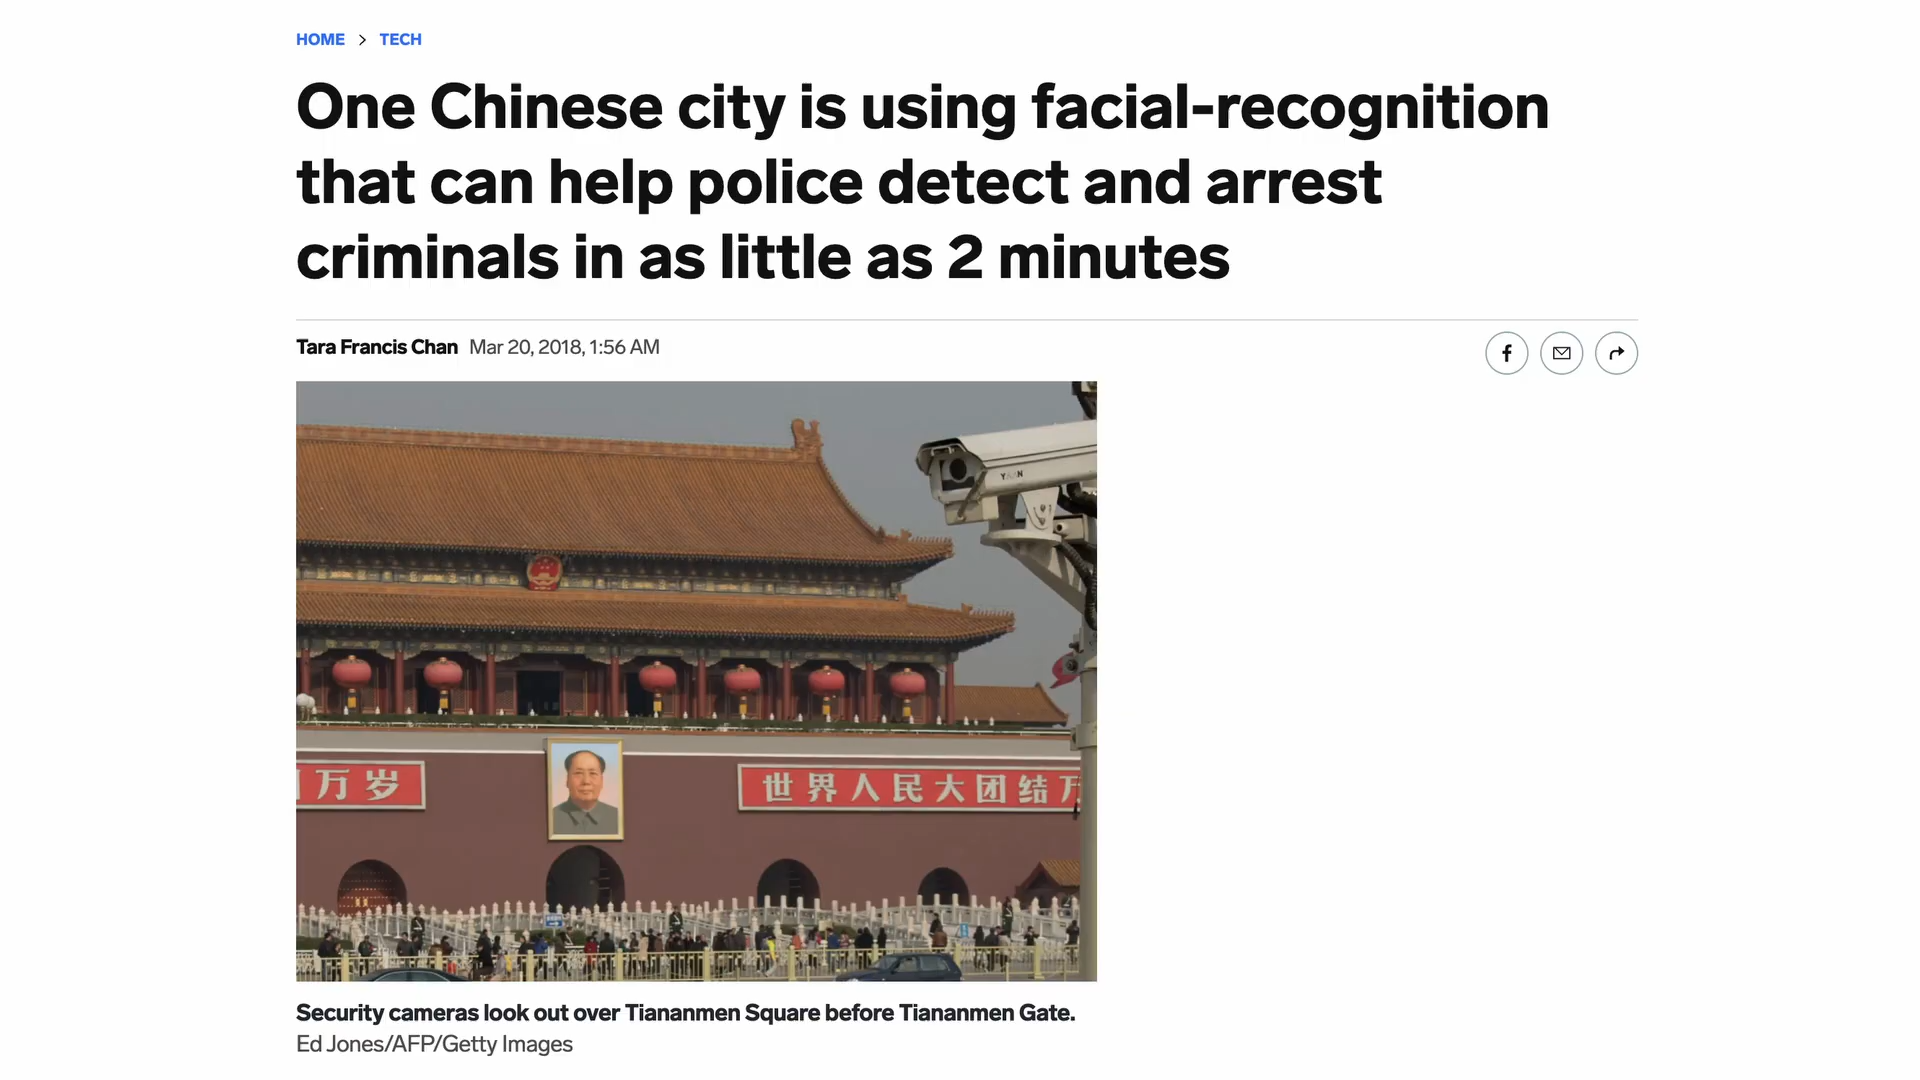 HOME > TECH
One Chinese city is using facial-recognition
that can help police detect and arrest
criminals in as little as 2 minutes
Tara Francis Chan Mar 20, 2018, 1:56 AM
万岁
世界人民大团结万
Security cameras look out over Tiananmen Square before Tiananmen Gate.
Ed Jones/AFP/Getty Images